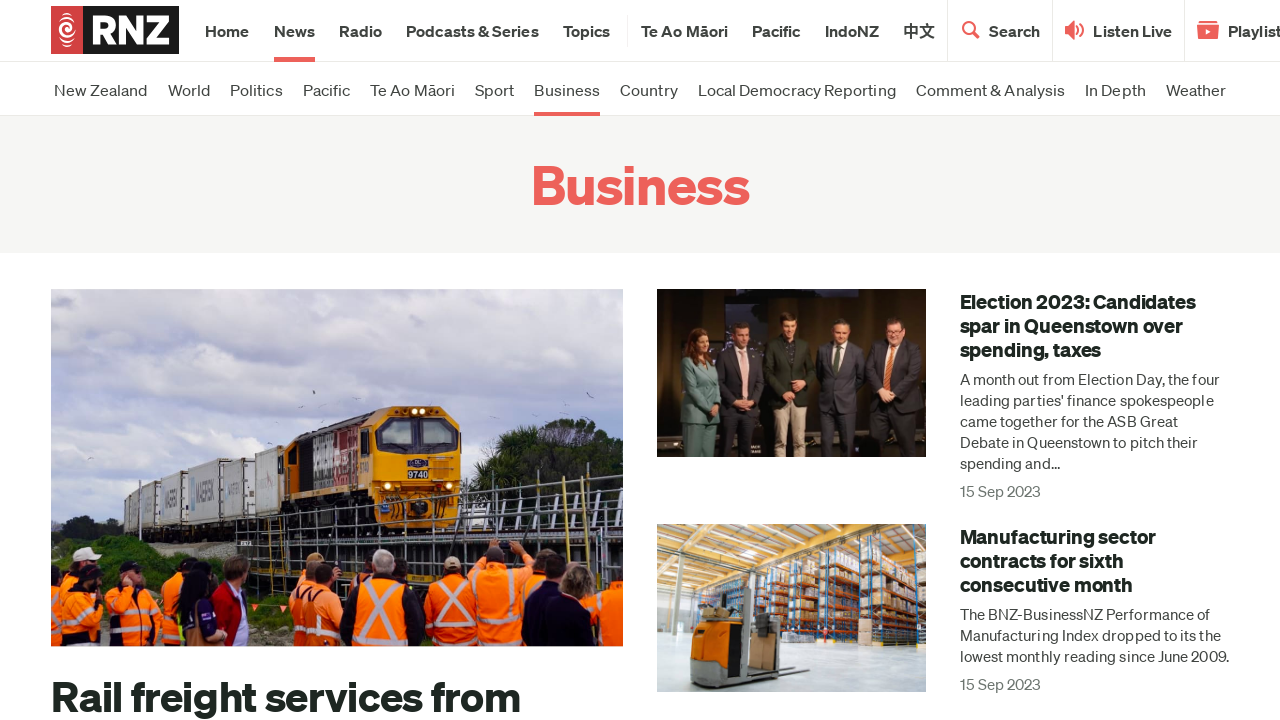 RNZ
Home News Radio Podcasts & Series Topics Te Ao Māori Pacific IndoNZ 中文 Search Listen Live Playlist
New Zealand World Politics Pacific Te Ao Māori Sport Business Country Local Democracy Reporting Comment & Analysis In Depth Weather
Business
9740
MAERSK
Rail freight services from
Election 2023: Candidates
spar in Queenstown over
spending, taxes
A month out from Election Day, the four
leading parties' finance spokespeople
came together for the ASB Great
Debate in Queenstown to pitch their
spending and...
15 Sep 2023
Manufacturing sector
contracts for sixth
consecutive month
The BNZ-BusinessNZ Performance of
Manufacturing Index dropped to its the
lowest monthly reading since June 2009.
15 Sep 2023